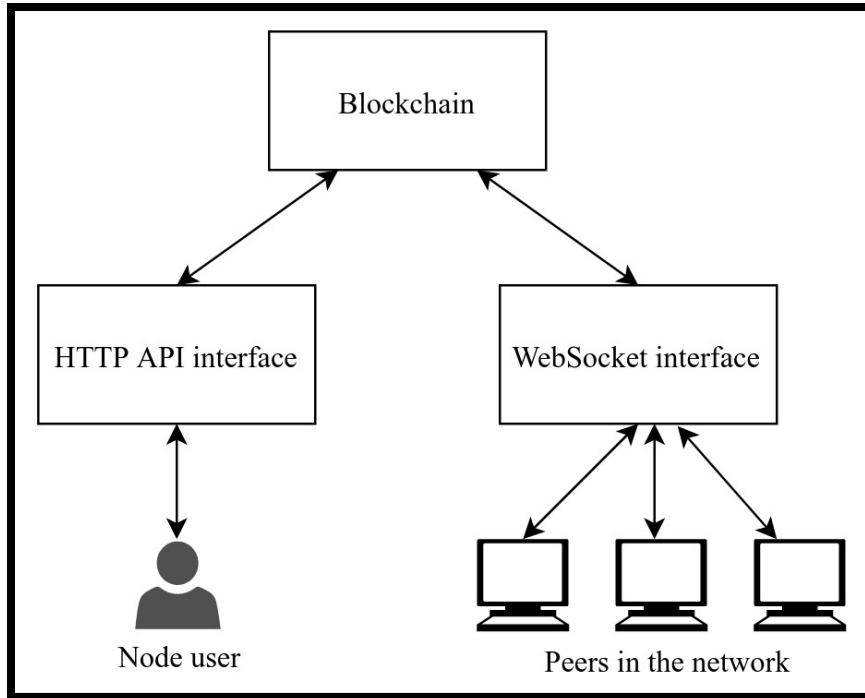 Blockchain
HTTP API interface
WebSocket interface
Node user
Peers in the network